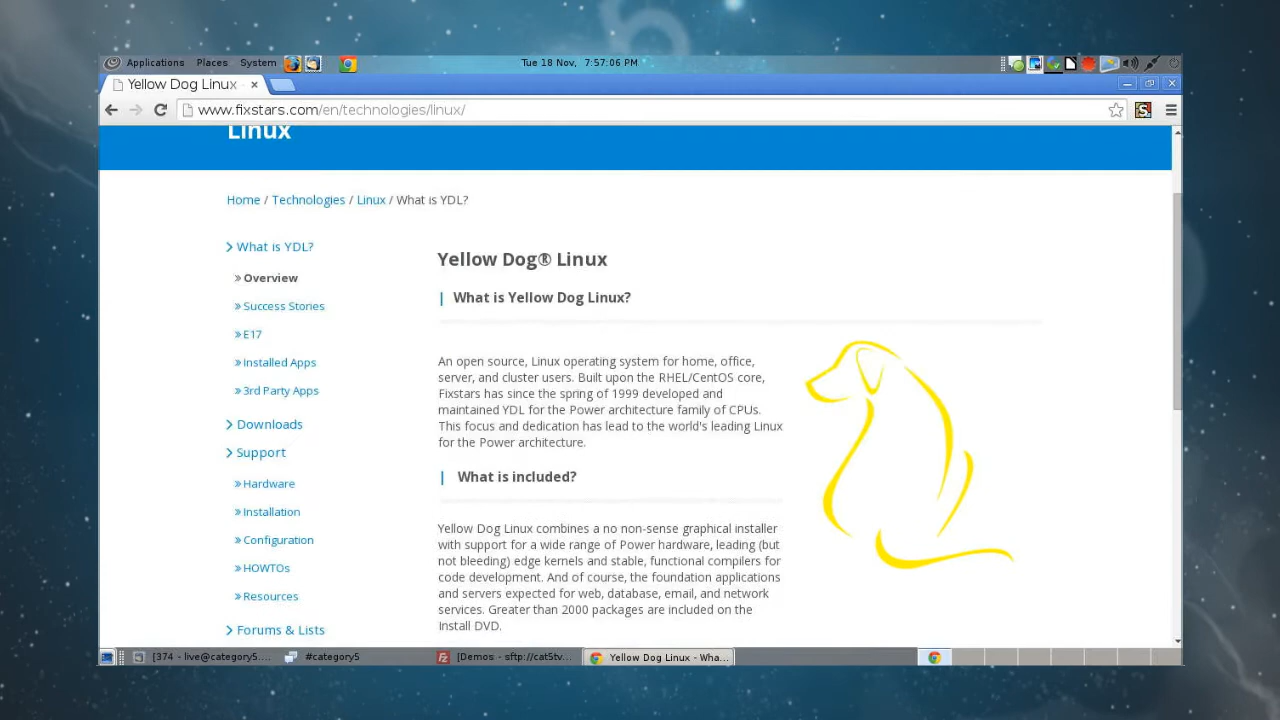 Applications Places System Tue 18 Nov, 7:57:06 PM
Yellow Dog Linux
www.fixstars.com/en/technologies/linux/
Linux
Home / Technologies / Linux / What is YDL?
What is YDL?
Overview
Success Stories
E17
Installed Apps
3rd Party Apps
Downloads
Support
Hardware
Installation
Configuration
HOWTOs
Resources
Forums & Lists
Yellow Dog® Linux
What is Yellow Dog Linux?
An open source, Linux operating system for home, office,
server, and cluster users. Built upon the RHEL/CentOS core,
Fixstars has since the spring of 1999 developed and
maintained YDL for the Power architecture family of CPUs.
This focus and dedication has lead to the world's leading Linux
for the Power architecture.
What is included?
Yellow Dog Linux combines a no non-sense graphical installer
with support for a wide range of Power hardware, leading (but
not bleeding) edge kernels and stable, functional compilers for
code development. And of course, the foundation applications
and servers expected for web, database, email, and network
services. Greater than 2000 packages are included on the
Install DVD.
[374 - live@category5.... #category5 [Demos - sftp://cat5tv... Yellow Dog Linux - Wha...